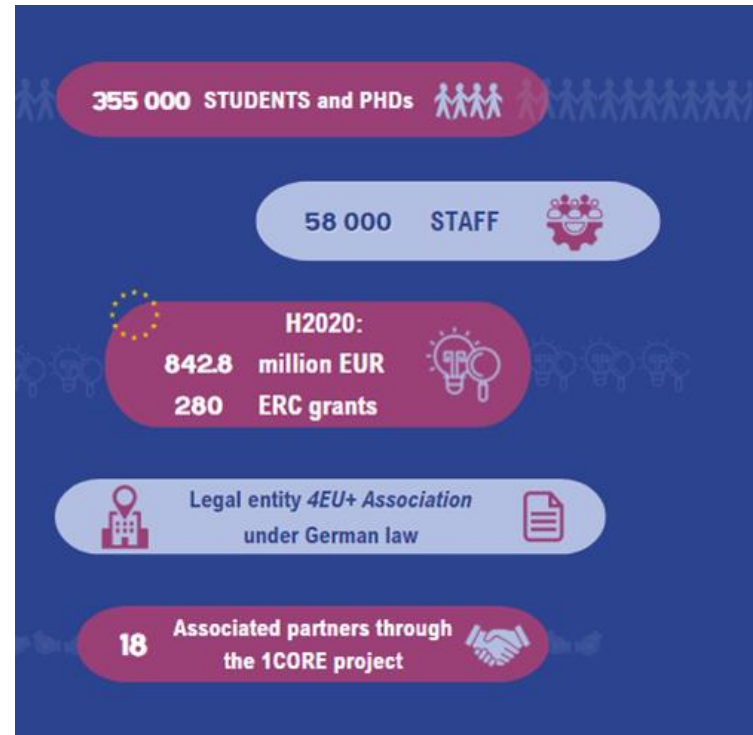 355 000 STUDENTS and PHDs
58 000 STAFF
H2020:
842.8 million EUR
280 ERC grants
Legal entity 4EU+ Association
under German law
18 Associated partners through
the 1CORE project